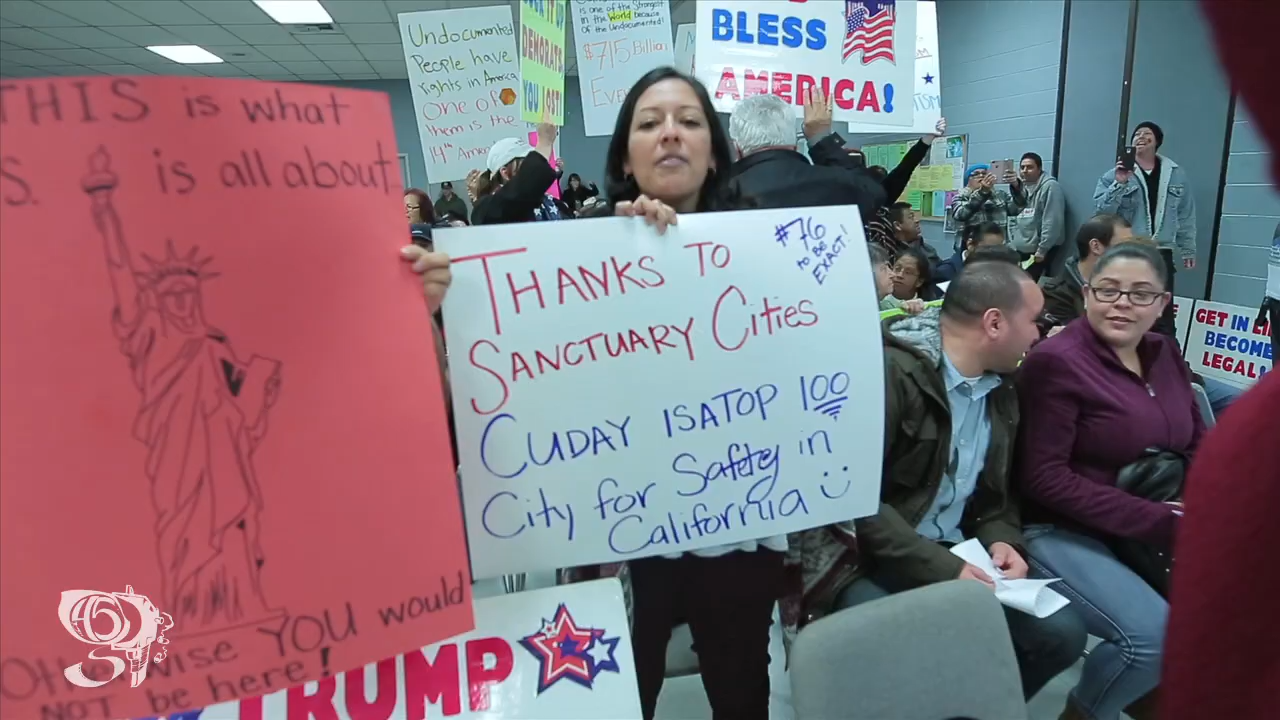 THIS is what
S. is all about
YOU would
NOT be here!
Undocumented
People have
rights in America
One of
them is the
14th
DEMOCRATS
YOU LOST!
is one of the Strongest
in the World because
of the Undocumented!
$715 Billion
BLESS
AMERICA!
THANKS TO
SANCTUARY Cities
CUDAY IS A TOP 100
City for Safety in
California
#76
to BE
EXACT!
GET IN
BECOME
LEGAL!
TRUMP